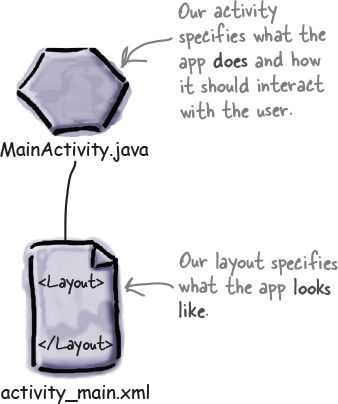 Our activity
specifies what the
app does and how
it should interact
with the user.
MainActivity.java
<Layout>
</Layout>
Our layout specifies
what the app looks
like.
activity_main.xml